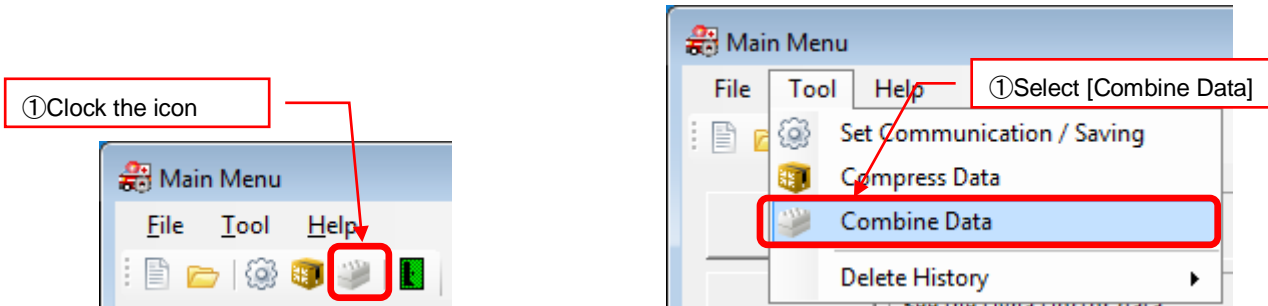 ①Clock the icon
Main Menu
File Tool Help
Main Menu
File Tool Help
①Select [Combine Data]
Set Communication / Saving
Compress Data
Combine Data
Delete History